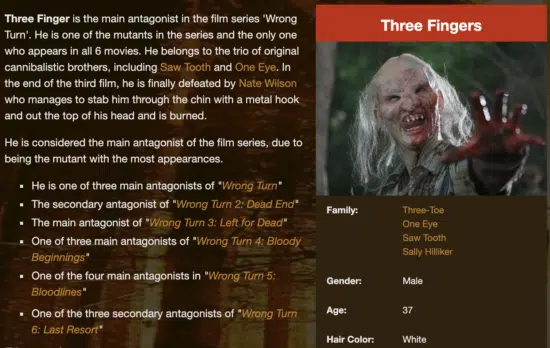 Three Finger is the main antagonist in the film series 'Wrong
Turn'. He is one of the mutants in the series and the only one
who appears in all 6 movies. He belongs to the trio of original
cannibalistic brothers, including Saw Tooth and One Eye. In
the end of the third film, he is finally defeated by Nate Wilson
who manages to stab him through the chin with a metal hook
and out the top of his head and is burned.
He is considered the main antagonist of the film series, due to
being the mutant with the most appearances.
He is one of three main antagonists of "Wrong Turn"
The secondary antagonist of "Wrong Turn 2: Dead End"
The main antagonist of "Wrong Turn 3: Left for Dead"
One of three main antagonists of "Wrong Turn 4: Bloody
Beginnings"
One of the four main antagonists in "Wrong Turn 5:
Bloodlines"
One of the three secondary antagonists of "Wrong Turn
6: Last Resort"
Three Fingers
Family: Three-Toe
One Eye
Saw Tooth
Sally Hilliker
Gender: Male
Age: 37
Hair Color: White